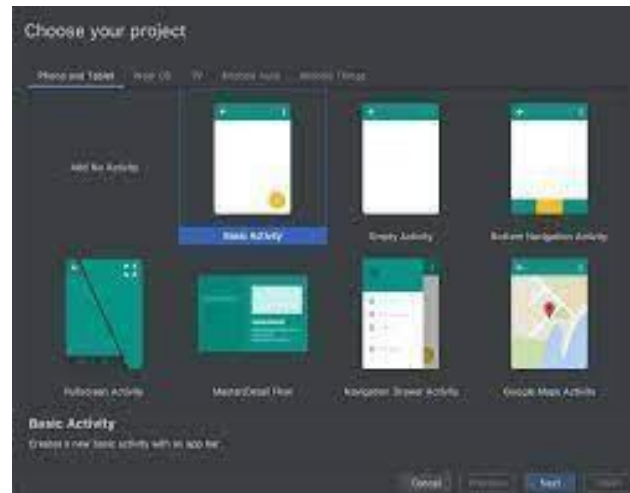 Choose your project
Phone and Tablet Wear OS TV Android Auto Android Things
Add No Activity
Basic Activity
Empty Activity
Bottom Navigation Activity
Fullscreen Activity
Master/Detail Flow
Navigation Drawer Activity
Google Maps Activity
Basic Activity
Creates a new basic activity with an app bar.
Cancel Previous Next